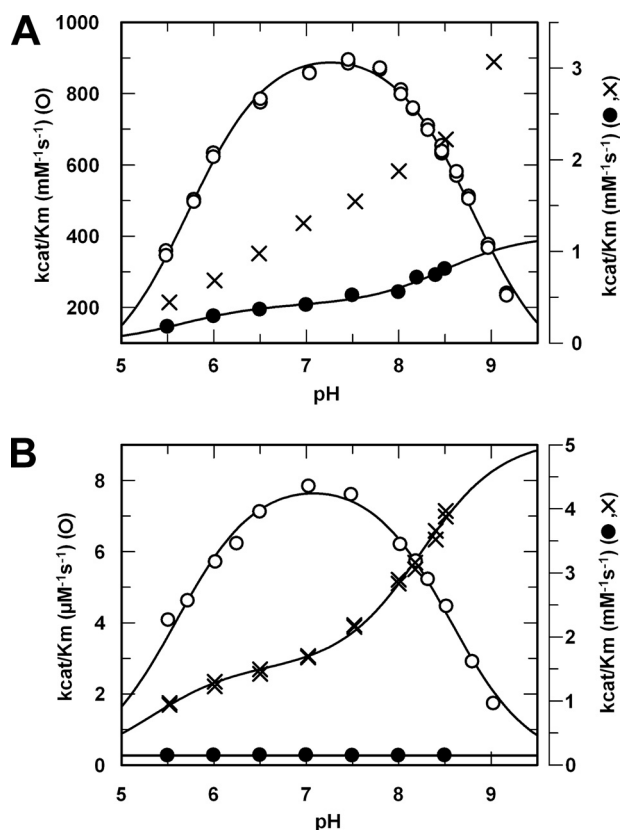 A
1000
800
600
400
200
3
2
1
0
5 6 7 8 9
pH
kcat/Km (mM-1s-1) (O)
kcat/Km (mM-1s-1) (●,×)
B
8
6
4
2
0
5
4
3
2
1
0
5 6 7 8 9
pH
kcat/Km (µM-1s-1) (O)
kcat/Km (mM-1s-1) (●,×)